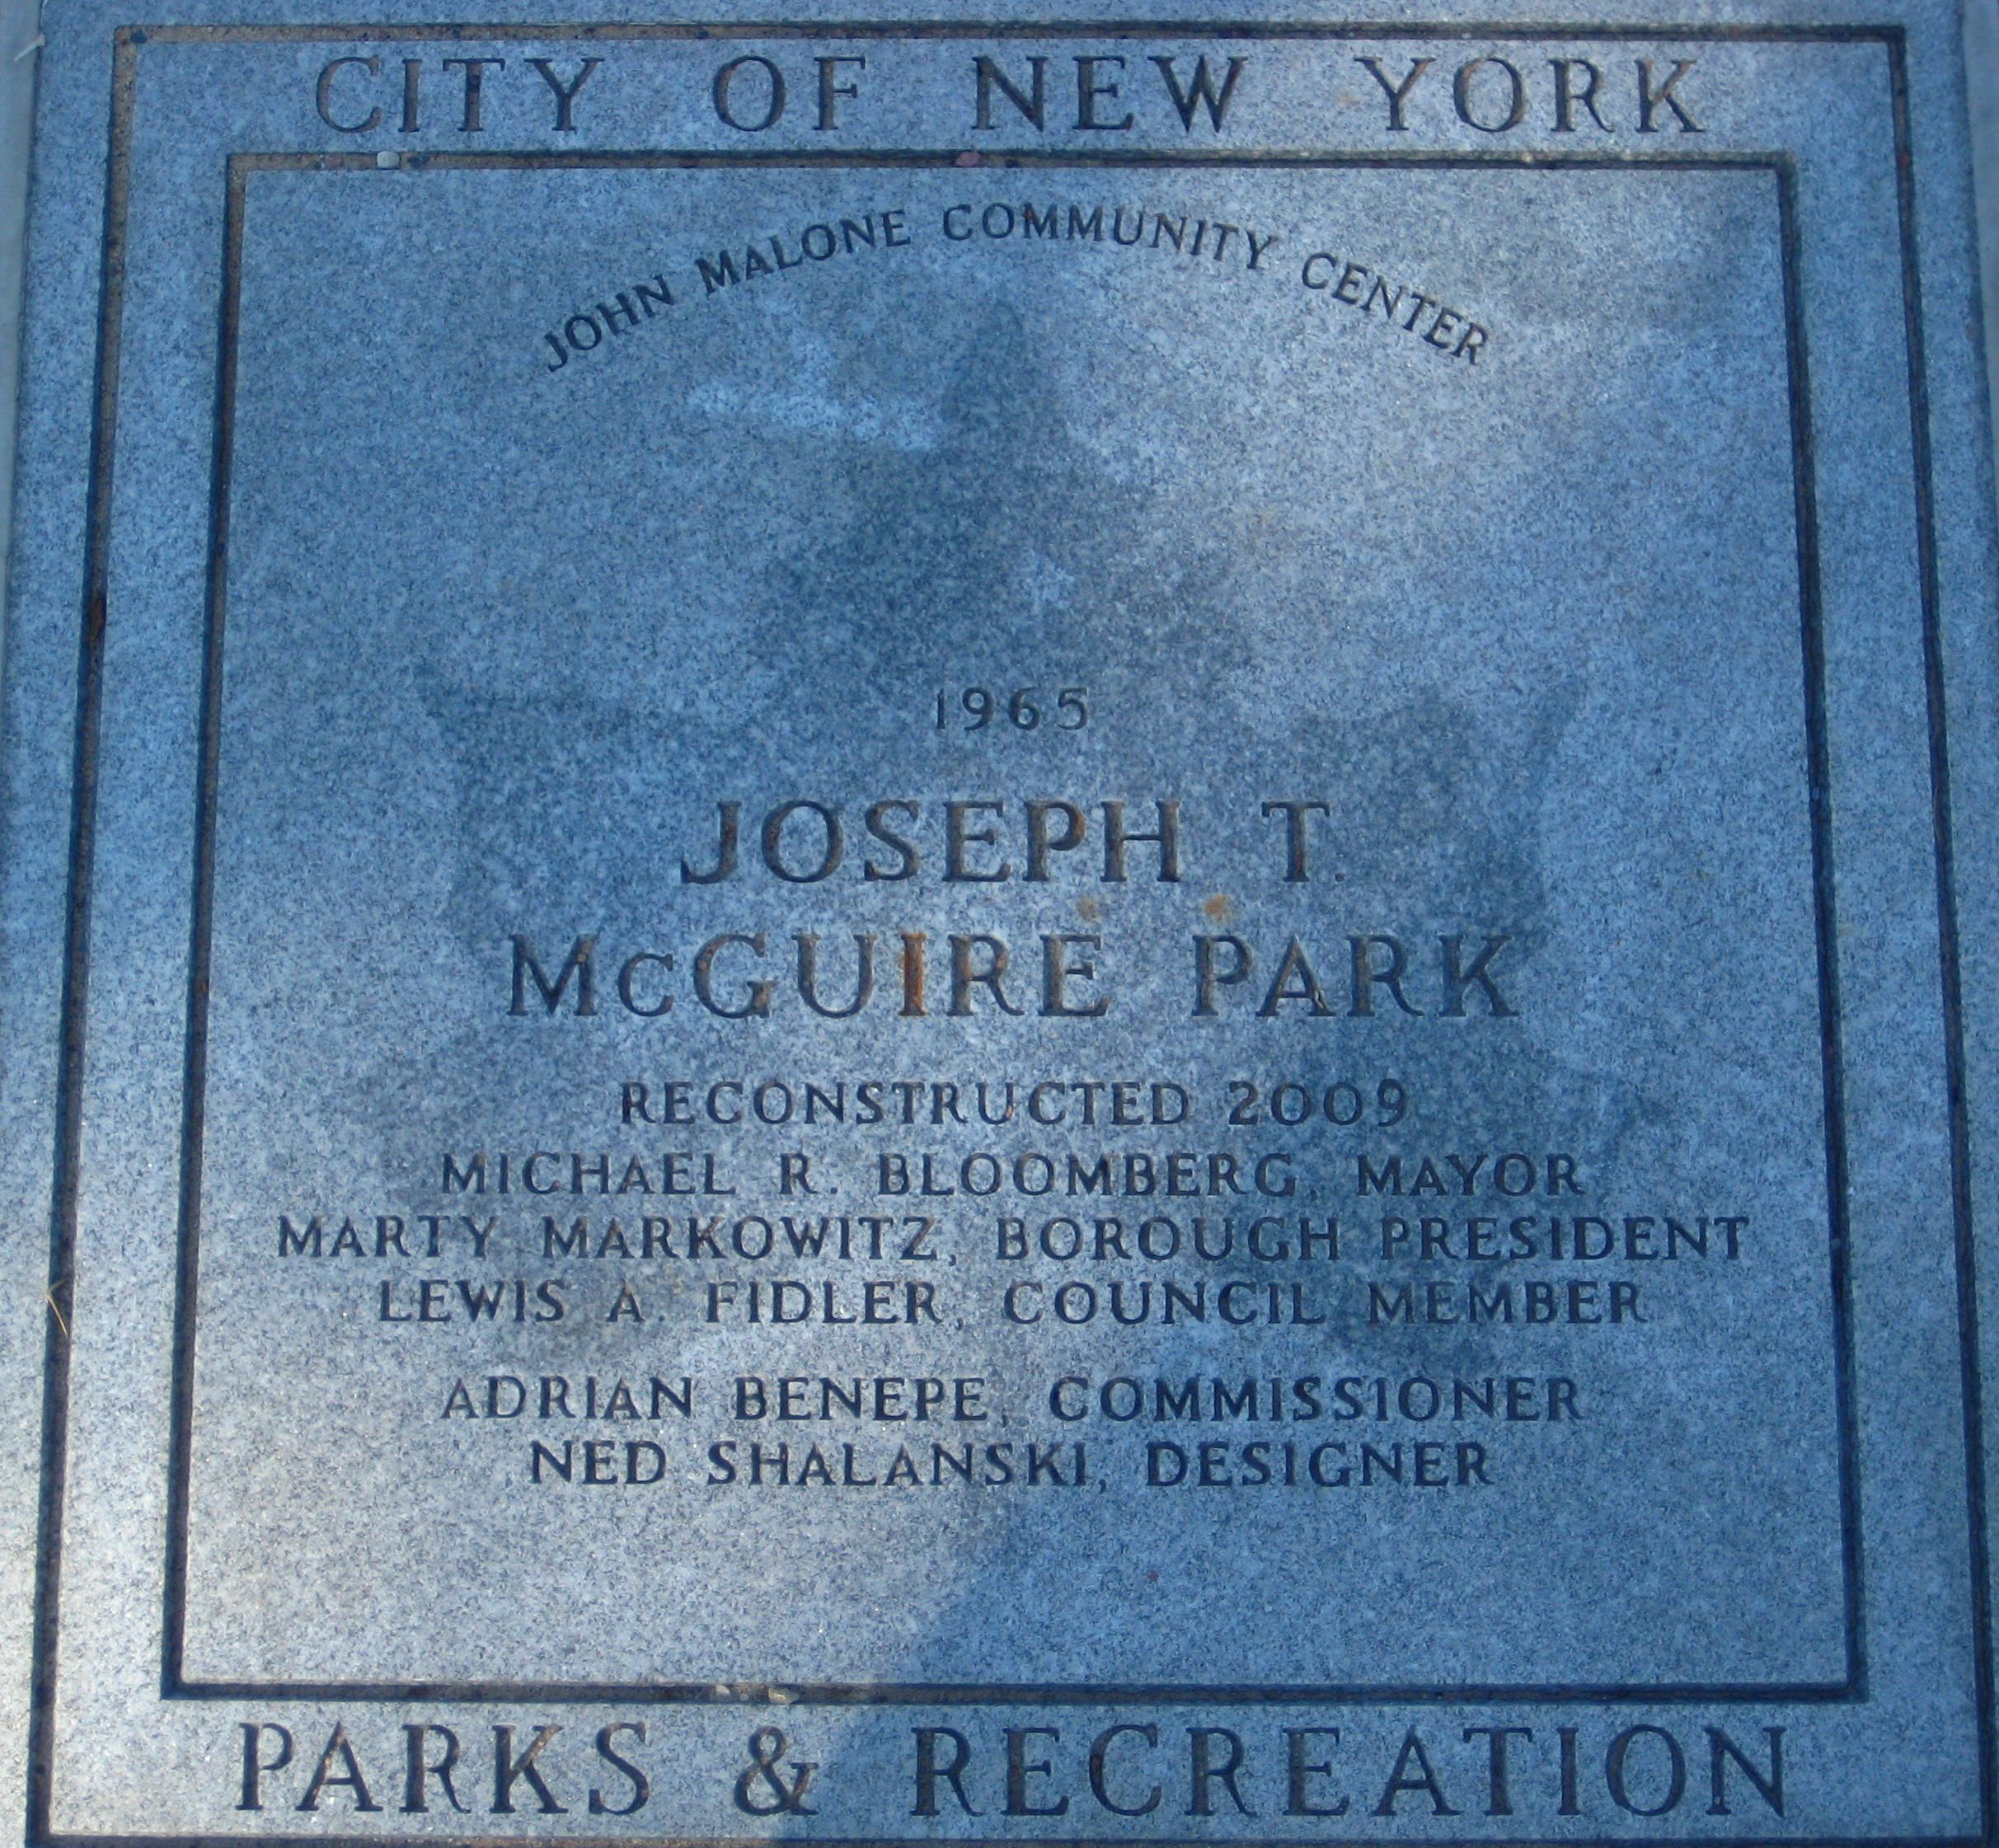 CITY OF NEW YORK
JOHN MALONE COMMUNITY CENTER
1965
JOSEPH T.
McGUIRE PARK
RECONSTRUCTED 2009
MICHAEL R. BLOOMBERG, MAYOR
MARTY MARKOWITZ, BOROUGH PRESIDENT
LEWIS A. FIDLER, COUNCIL MEMBER
ADRIAN BENEPE, COMMISSIONER
NED SHALANSKI, DESIGNER
PARKS & RECREATION